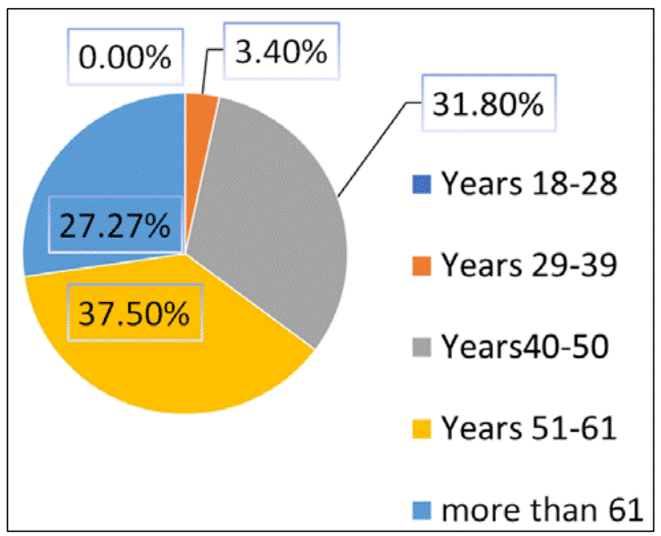 0.00%
3.40%
31.80%
27.27%
37.50%
Years 18-28
Years 29-39
Years40-50
Years 51-61
more than 61